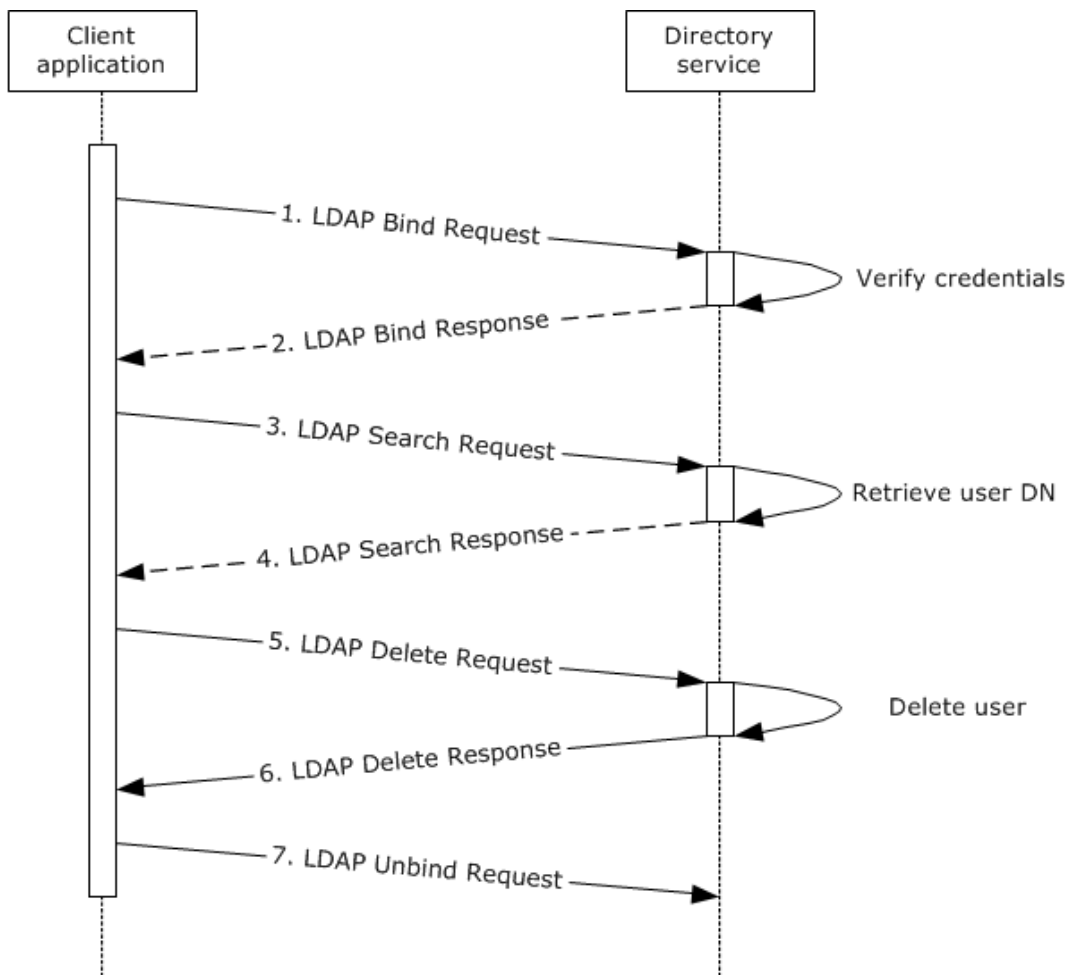 Client
application
Directory
service
1. LDAP Bind Request
Verify credentials
2. LDAP Bind Response
3. LDAP Search Request
Retrieve user DN
4. LDAP Search Response
5. LDAP Delete Request
Delete user
6. LDAP Delete Response
7. LDAP Unbind Request